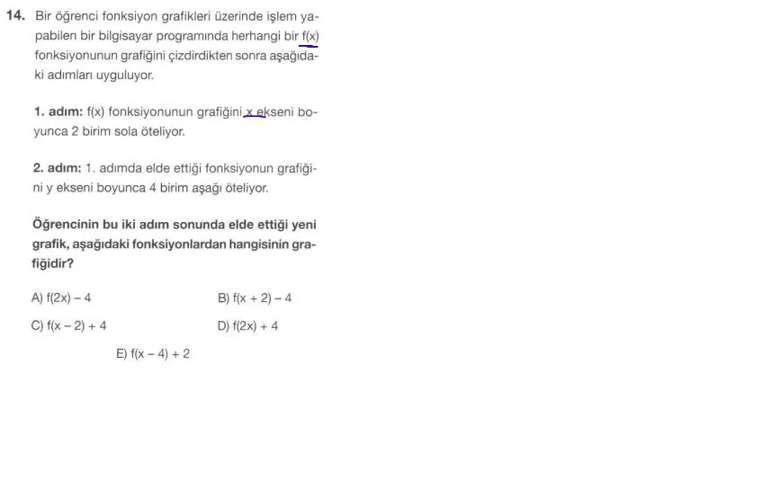 14. Bir öğrenci fonksiyon grafikleri üzerinde işlem ya-
pabilen bir bilgisayar programında herhangi bir f(x)
fonksiyonunun grafiğini çizdirdikten sonra aşağıda-
ki adımları uyguluyor.
1. adım: f(x) fonksiyonunun grafiğini x ekseni bo-
yunca 2 birim sola öteliyor.
2. adım: 1. adımda elde ettiği fonksiyonun grafiği-
ni y ekseni boyunca 4 birim aşağı öteliyor.
Öğrencinin bu iki adım sonunda elde ettiği yeni
grafik, aşağıdaki fonksiyonlardan hangisinin gra-
fiğidir?
A) f(2x) – 4 B) f(x + 2) – 4
C) f(x – 2) + 4 D) f(2x) + 4
E) f(x – 4) + 2